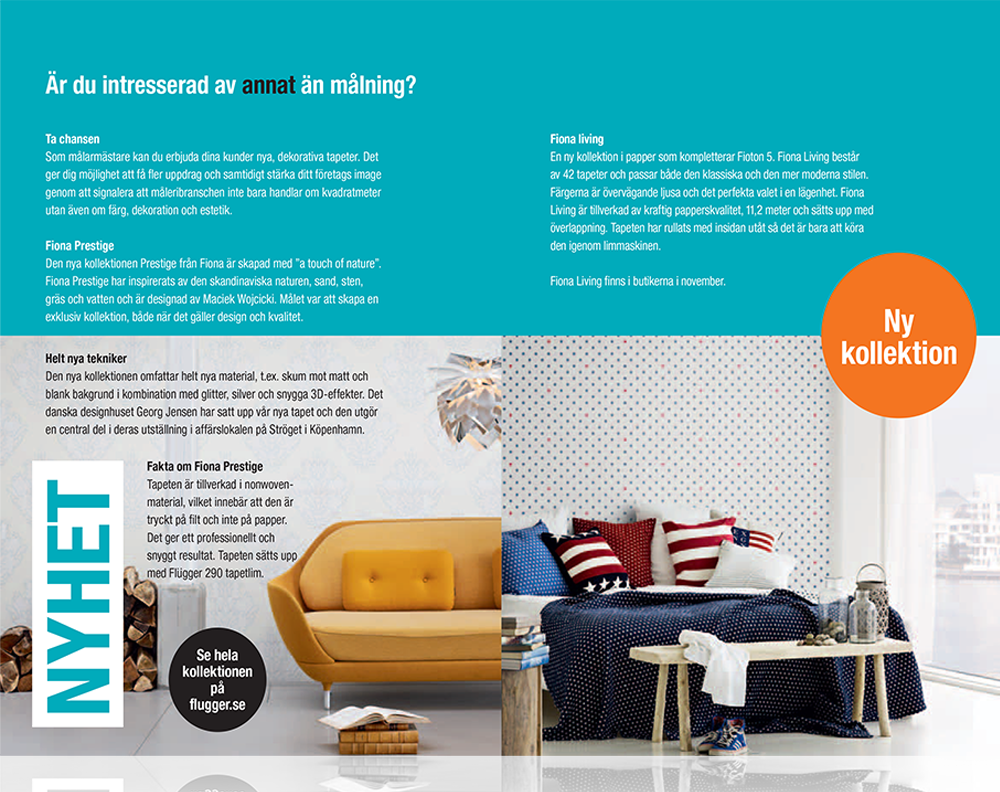 Är du intresserad av annat än målning?
Ta chansen
Som målarmästare kan du erbjuda dina kunder nya, dekorativa tapeter. Det
ger dig möjlighet att få fler uppdrag och samtidigt stärka ditt företags image
genom att signalera att måleribranschen inte bara handlar om kvadratmeter
utan även om färg, dekoration och estetik.
Fiona Prestige
Den nya kollektionen Prestige från Fiona är skapad med ”a touch of nature”.
Fiona Prestige har inspirerats av den skandinaviska naturen, sand, sten,
gräs och vatten och är designad av Maciek Wojcicki. Målet var att skapa en
exklusiv kollektion, både när det gäller design och kvalitet.
Helt nya tekniker
Den nya kollektionen omfattar helt nya material, t.ex. skum mot matt och
blank bakgrund i kombination med glitter, silver och snygga 3D-effekter. Det
danska designhuset Georg Jensen har satt upp vår nya tapet och den utgör
en central del i deras utställning i affärslokalen på Ströget i Köpenhamn.
Fakta om Fiona Prestige
Tapeten är tillverkad i nonwoven-
material, vilket innebär att den är
tryckt på filt och inte på papper.
Det ger ett professionellt och
snyggt resultat. Tapeten sätts upp
med Flügger 290 tapetlim.
NYHET
Se hela
kollektionen
på
flugger.se
Fiona living
En ny kollektion i papper som kompletterar Fioton 5. Fiona Living består
av 42 tapeter och passar både den klassiska och den mer moderna stilen.
Färgerna är övervägande ljusa och det perfekta valet i en lägenhet. Fiona
Living är tillverkad av kraftig papperskvalitet, 11,2 meter och sätts upp med
överlappning. Tapeten har rullats med insidan utåt så det är bara att köra
den igenom limmaskinen.
Fiona Living finns i butikerna i november.
Ny
kollektion